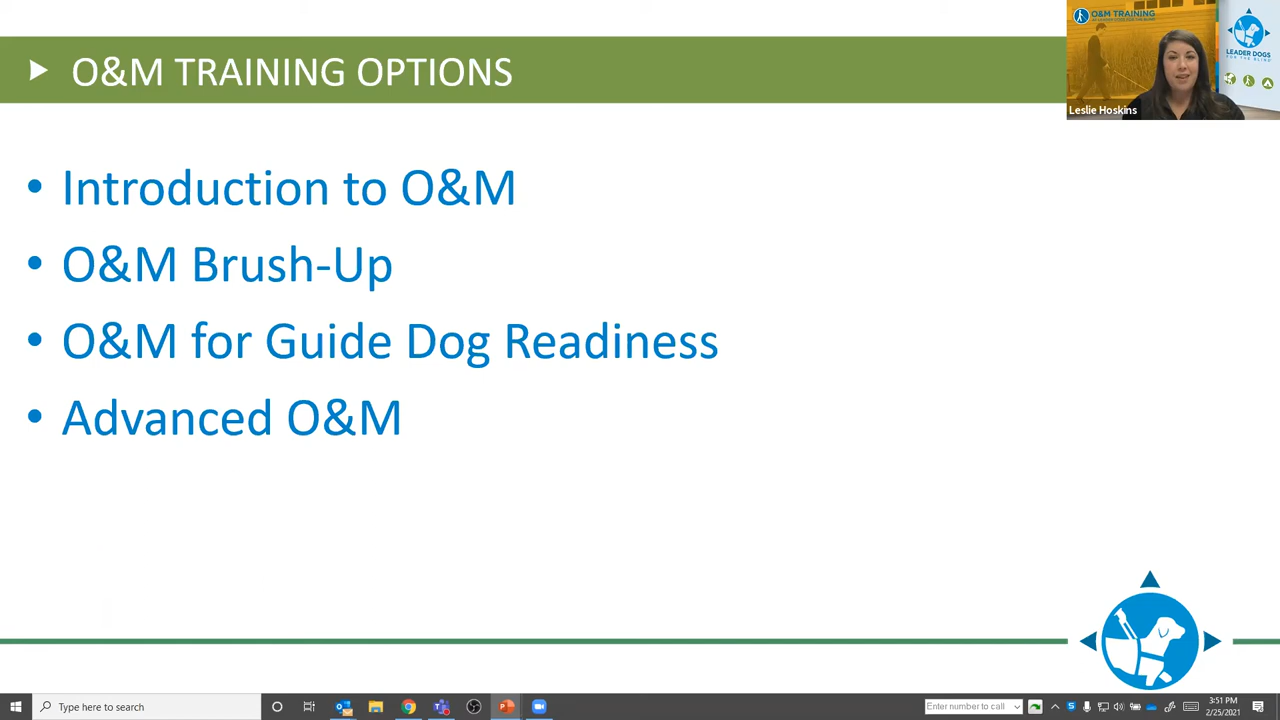 O&M TRAINING OPTIONS
• Introduction to O&M
• O&M Brush-Up
• O&M for Guide Dog Readiness
• Advanced O&M
O&M TRAINING
LEADER DOGS
FOR THE BLIND
Leslie Hoskins
Type here to search
Enter number to call
3:51 PM
2/25/2021